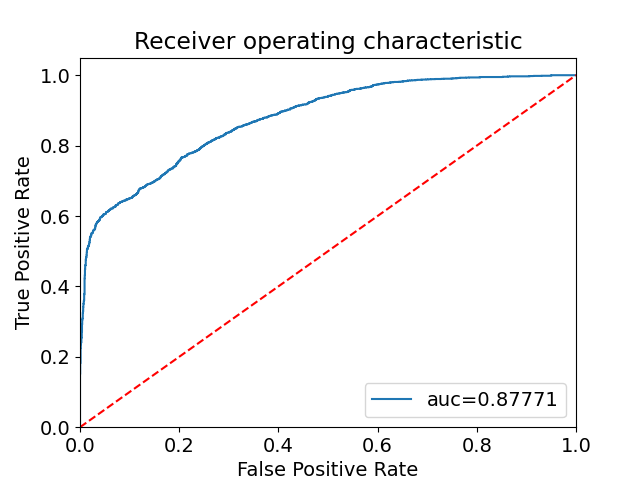 Receiver operating characteristic
True Positive Rate
1.0
0.8
0.6
0.4
0.2
0.0
auc=0.87771
0.0 0.2 0.4 0.6 0.8 1.0
False Positive Rate